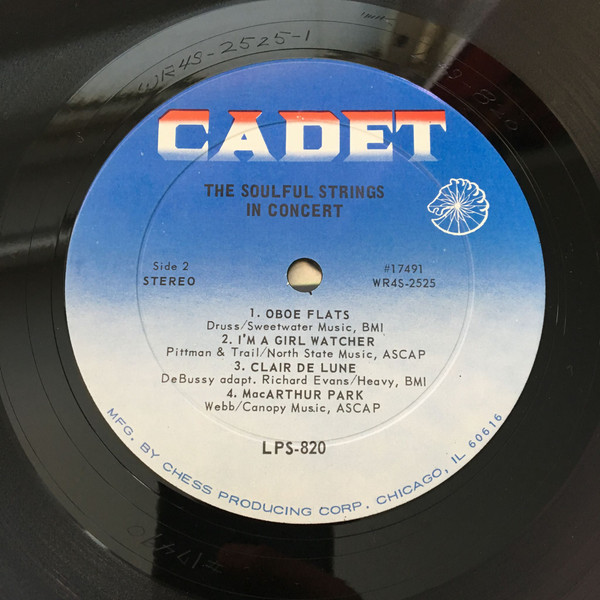 WR4S-2525-1
CADET
THE SOULFUL STRINGS
IN CONCERT
Side 2
STEREO
#17491
WR4S-2525
1. OBOE FLATS
Druss/Sweetwater Music, BMI
2. I'M A GIRL WATCHER
Pittman & Trail/North State Music, ASCAP
3. CLAIR DE LUNE
DeBussy adapt. Richard Evans/Heavy, BMI
4. MacARTHUR PARK
Webb/Canopy Music, ASCAP
LPS-820
MFG. BY CHESS PRODUCING CORP. CHICAGO, IL 60616